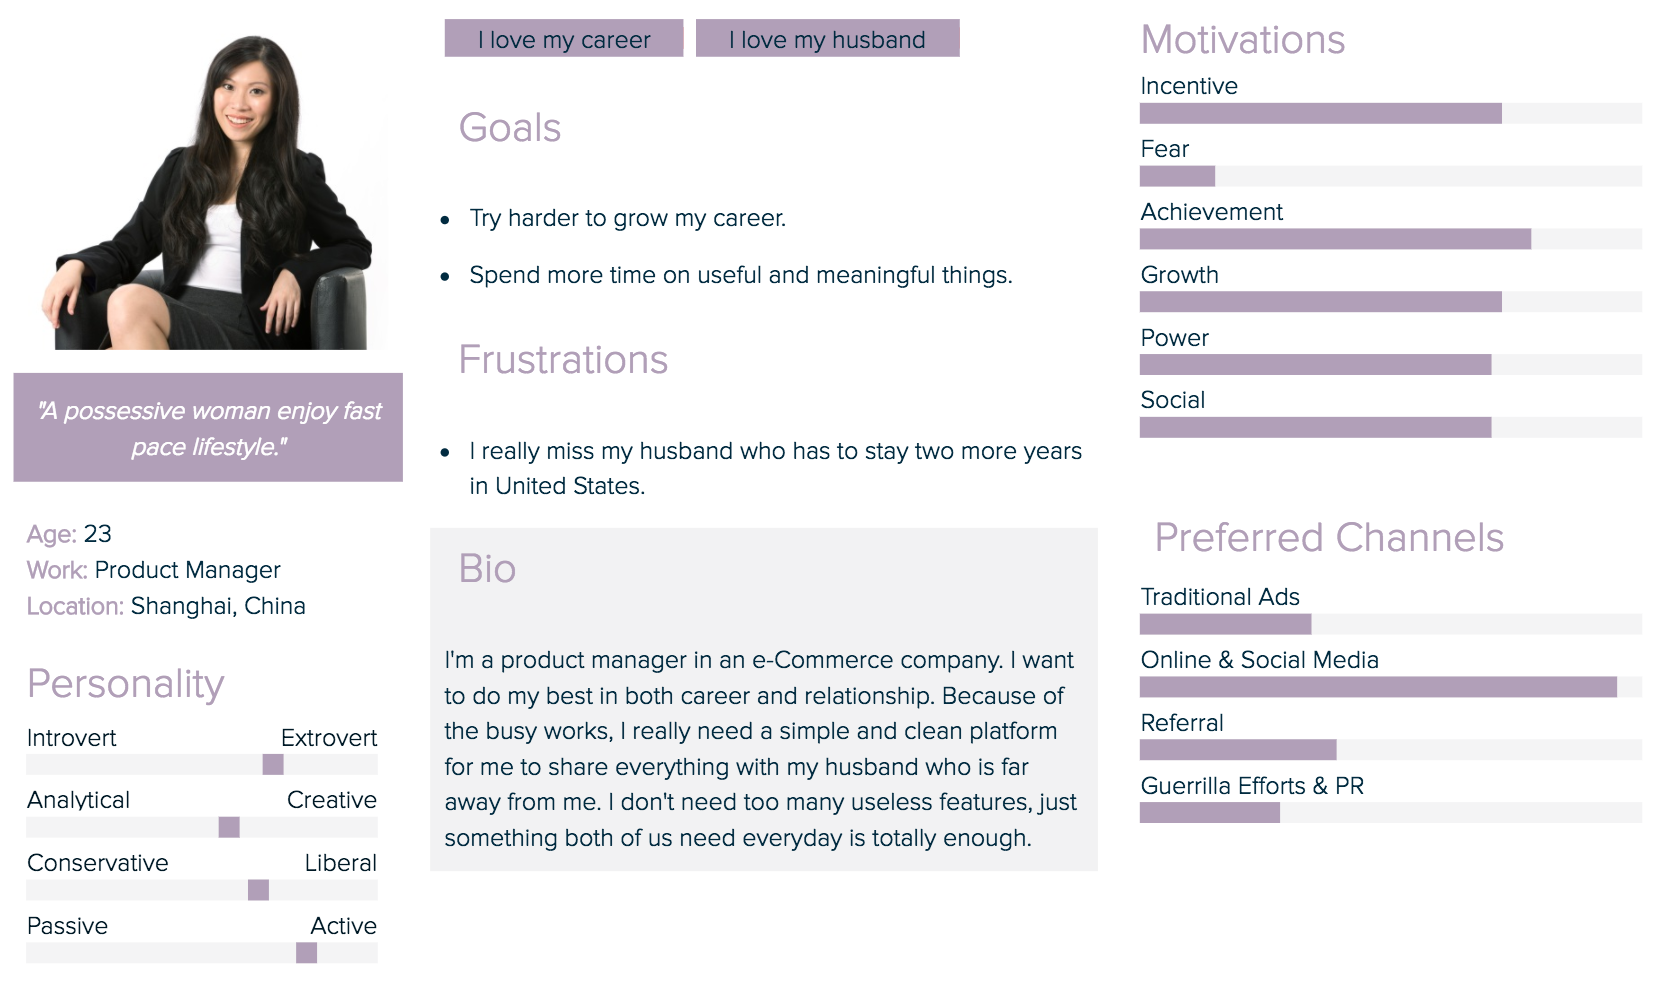 "A possessive woman enjoy fast
pace lifestyle."
Age: 23
Work: Product Manager
Location: Shanghai, China
Personality
Introvert Extrovert
Analytical Creative
Conservative Liberal
Passive Active
I love my career
I love my husband
Goals
• Try harder to grow my career.
• Spend more time on useful and meaningful things.
Frustrations
• I really miss my husband who has to stay two more years
in United States.
Bio
I'm a product manager in an e-Commerce company. I want
to do my best in both career and relationship. Because of
the busy works, I really need a simple and clean platform
for me to share everything with my husband who is far
away from me. I don't need too many useless features, just
something both of us need everyday is totally enough.
Motivations
Incentive
Fear
Achievement
Growth
Power
Social
Preferred Channels
Traditional Ads
Online & Social Media
Referral
Guerrilla Efforts & PR